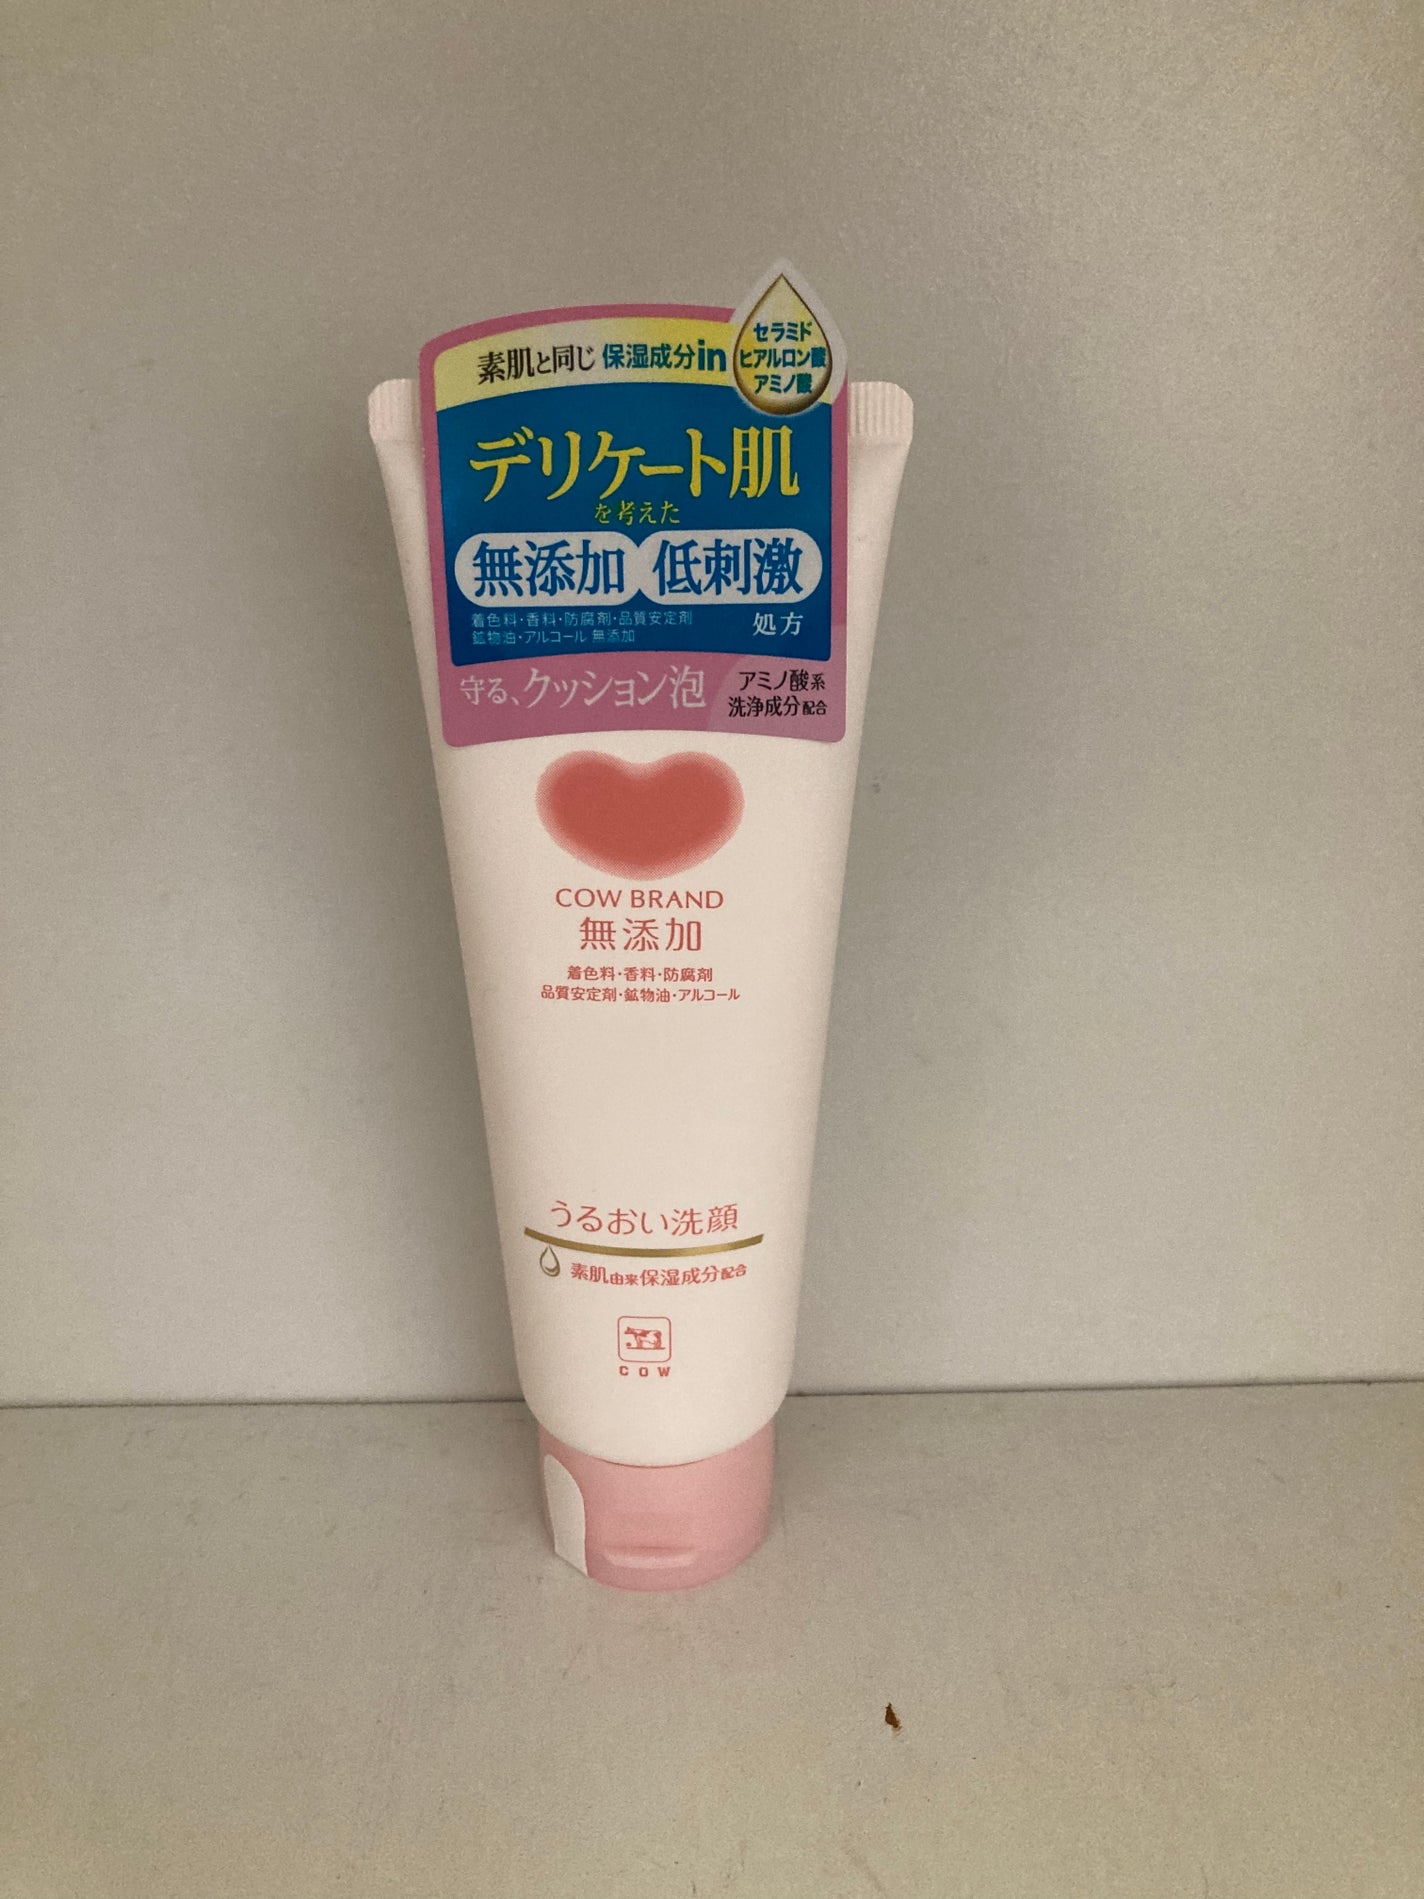 素肌と同じ 保湿成分in
セラミド
ヒアルロン酸
アミノ酸
デリケート肌
を考えた
無添加 低刺激
着色料・香料・防腐剤・品質安定剤
鉱物油・アルコール 無添加
処方
守る、クッション泡
アミノ酸系
洗浄成分配合
COW BRAND
無添加
着色料・香料・防腐剤
品質安定剤・鉱物油・アルコール
うるおい洗顔
素肌由来保湿成分配合
COW